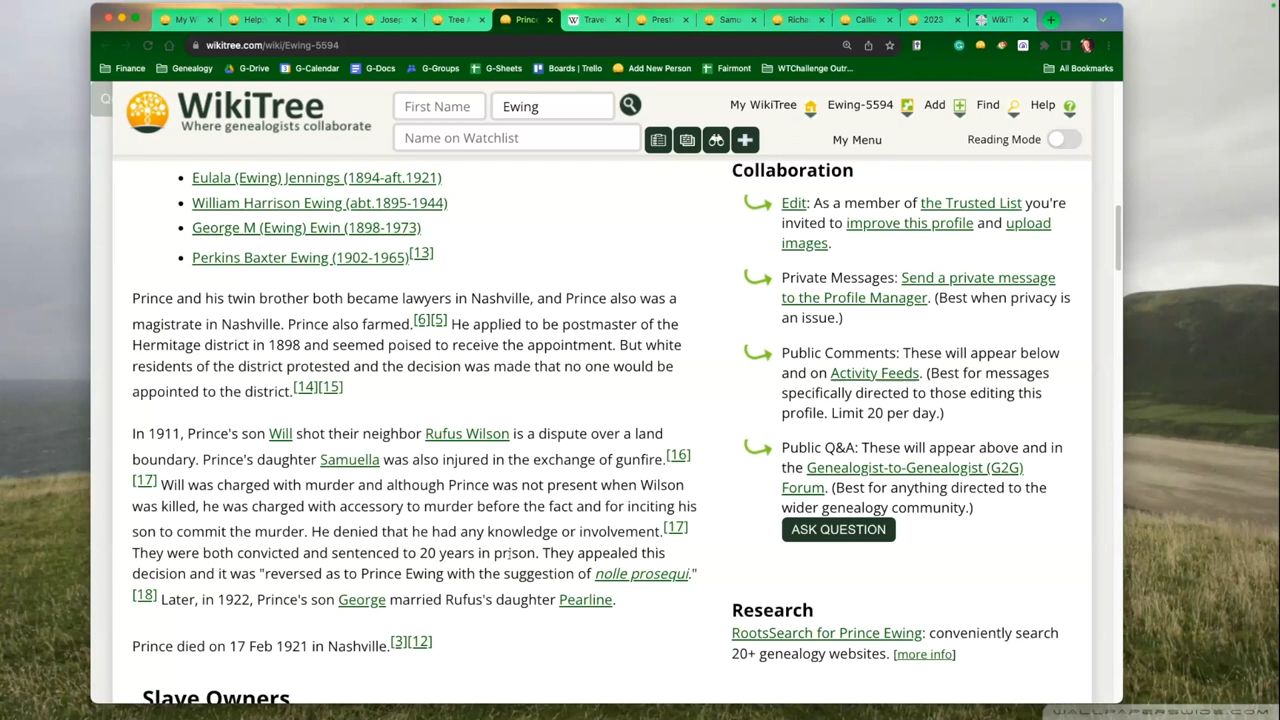 My W
Help:
The V
Josep
Tree A
Prince
Travel
Prest
Samu
Richa
Callie
2023
WikiT
wikitree.com/wiki/Ewing-5594
Finance
Genealogy
G-Drive
G-Calendar
G-Docs
G-Groups
G-Sheets
Boards | Trello
Add New Person
Fairmont
WTChallenge Outr...
All Bookmarks
WikiTree
Where genealogists collaborate
First Name
Ewing
Name on Watchlist
My WikiTree
Ewing-5594
Add
Find
Help
My Menu
Reading Mode
Eulala (Ewing) Jennings (1894-aft.1921)
William Harrison Ewing (abt.1895-1944)
George M (Ewing) Ewin (1898-1973)
Perkins Baxter Ewing (1902-1965)[13]
Prince and his twin brother both became lawyers in Nashville, and Prince also was a
magistrate in Nashville. Prince also farmed.[6][5] He applied to be postmaster of the
Hermitage district in 1898 and seemed poised to receive the appointment. But white
residents of the district protested and the decision was made that no one would be
appointed to the district.[14][15]
In 1911, Prince's son Will shot their neighbor Rufus Wilson is a dispute over a land
boundary. Prince's daughter Samuella was also injured in the exchange of gunfire.[16]
[17] Will was charged with murder and although Prince was not present when Wilson
was killed, he was charged with accessory to murder before the fact and for inciting his
son to commit the murder. He denied that he had any knowledge or involvement.[17]
They were both convicted and sentenced to 20 years in prison. They appealed this
decision and it was "reversed as to Prince Ewing with the suggestion of nolle prosequi."
[18] Later, in 1922, Prince's son George married Rufus's daughter Pearline.
Prince died on 17 Feb 1921 in Nashville.[3][12]
Slave Owners
Collaboration
Edit: As a member of the Trusted List you're
invited to improve this profile and upload
images.
Private Messages: Send a private message
to the Profile Manager. (Best when privacy is
an issue.)
Public Comments: These will appear below
and on Activity Feeds. (Best for messages
specifically directed to those editing this
profile. Limit 20 per day.)
Public Q&A: These will appear above and in
the Genealogist-to-Genealogist (G2G)
Forum. (Best for anything directed to the
wider genealogy community.)
ASK QUESTION
Research
RootsSearch for Prince Ewing: conveniently search
20+ genealogy websites. [more info]
WALLPAPERSWIDE.COM